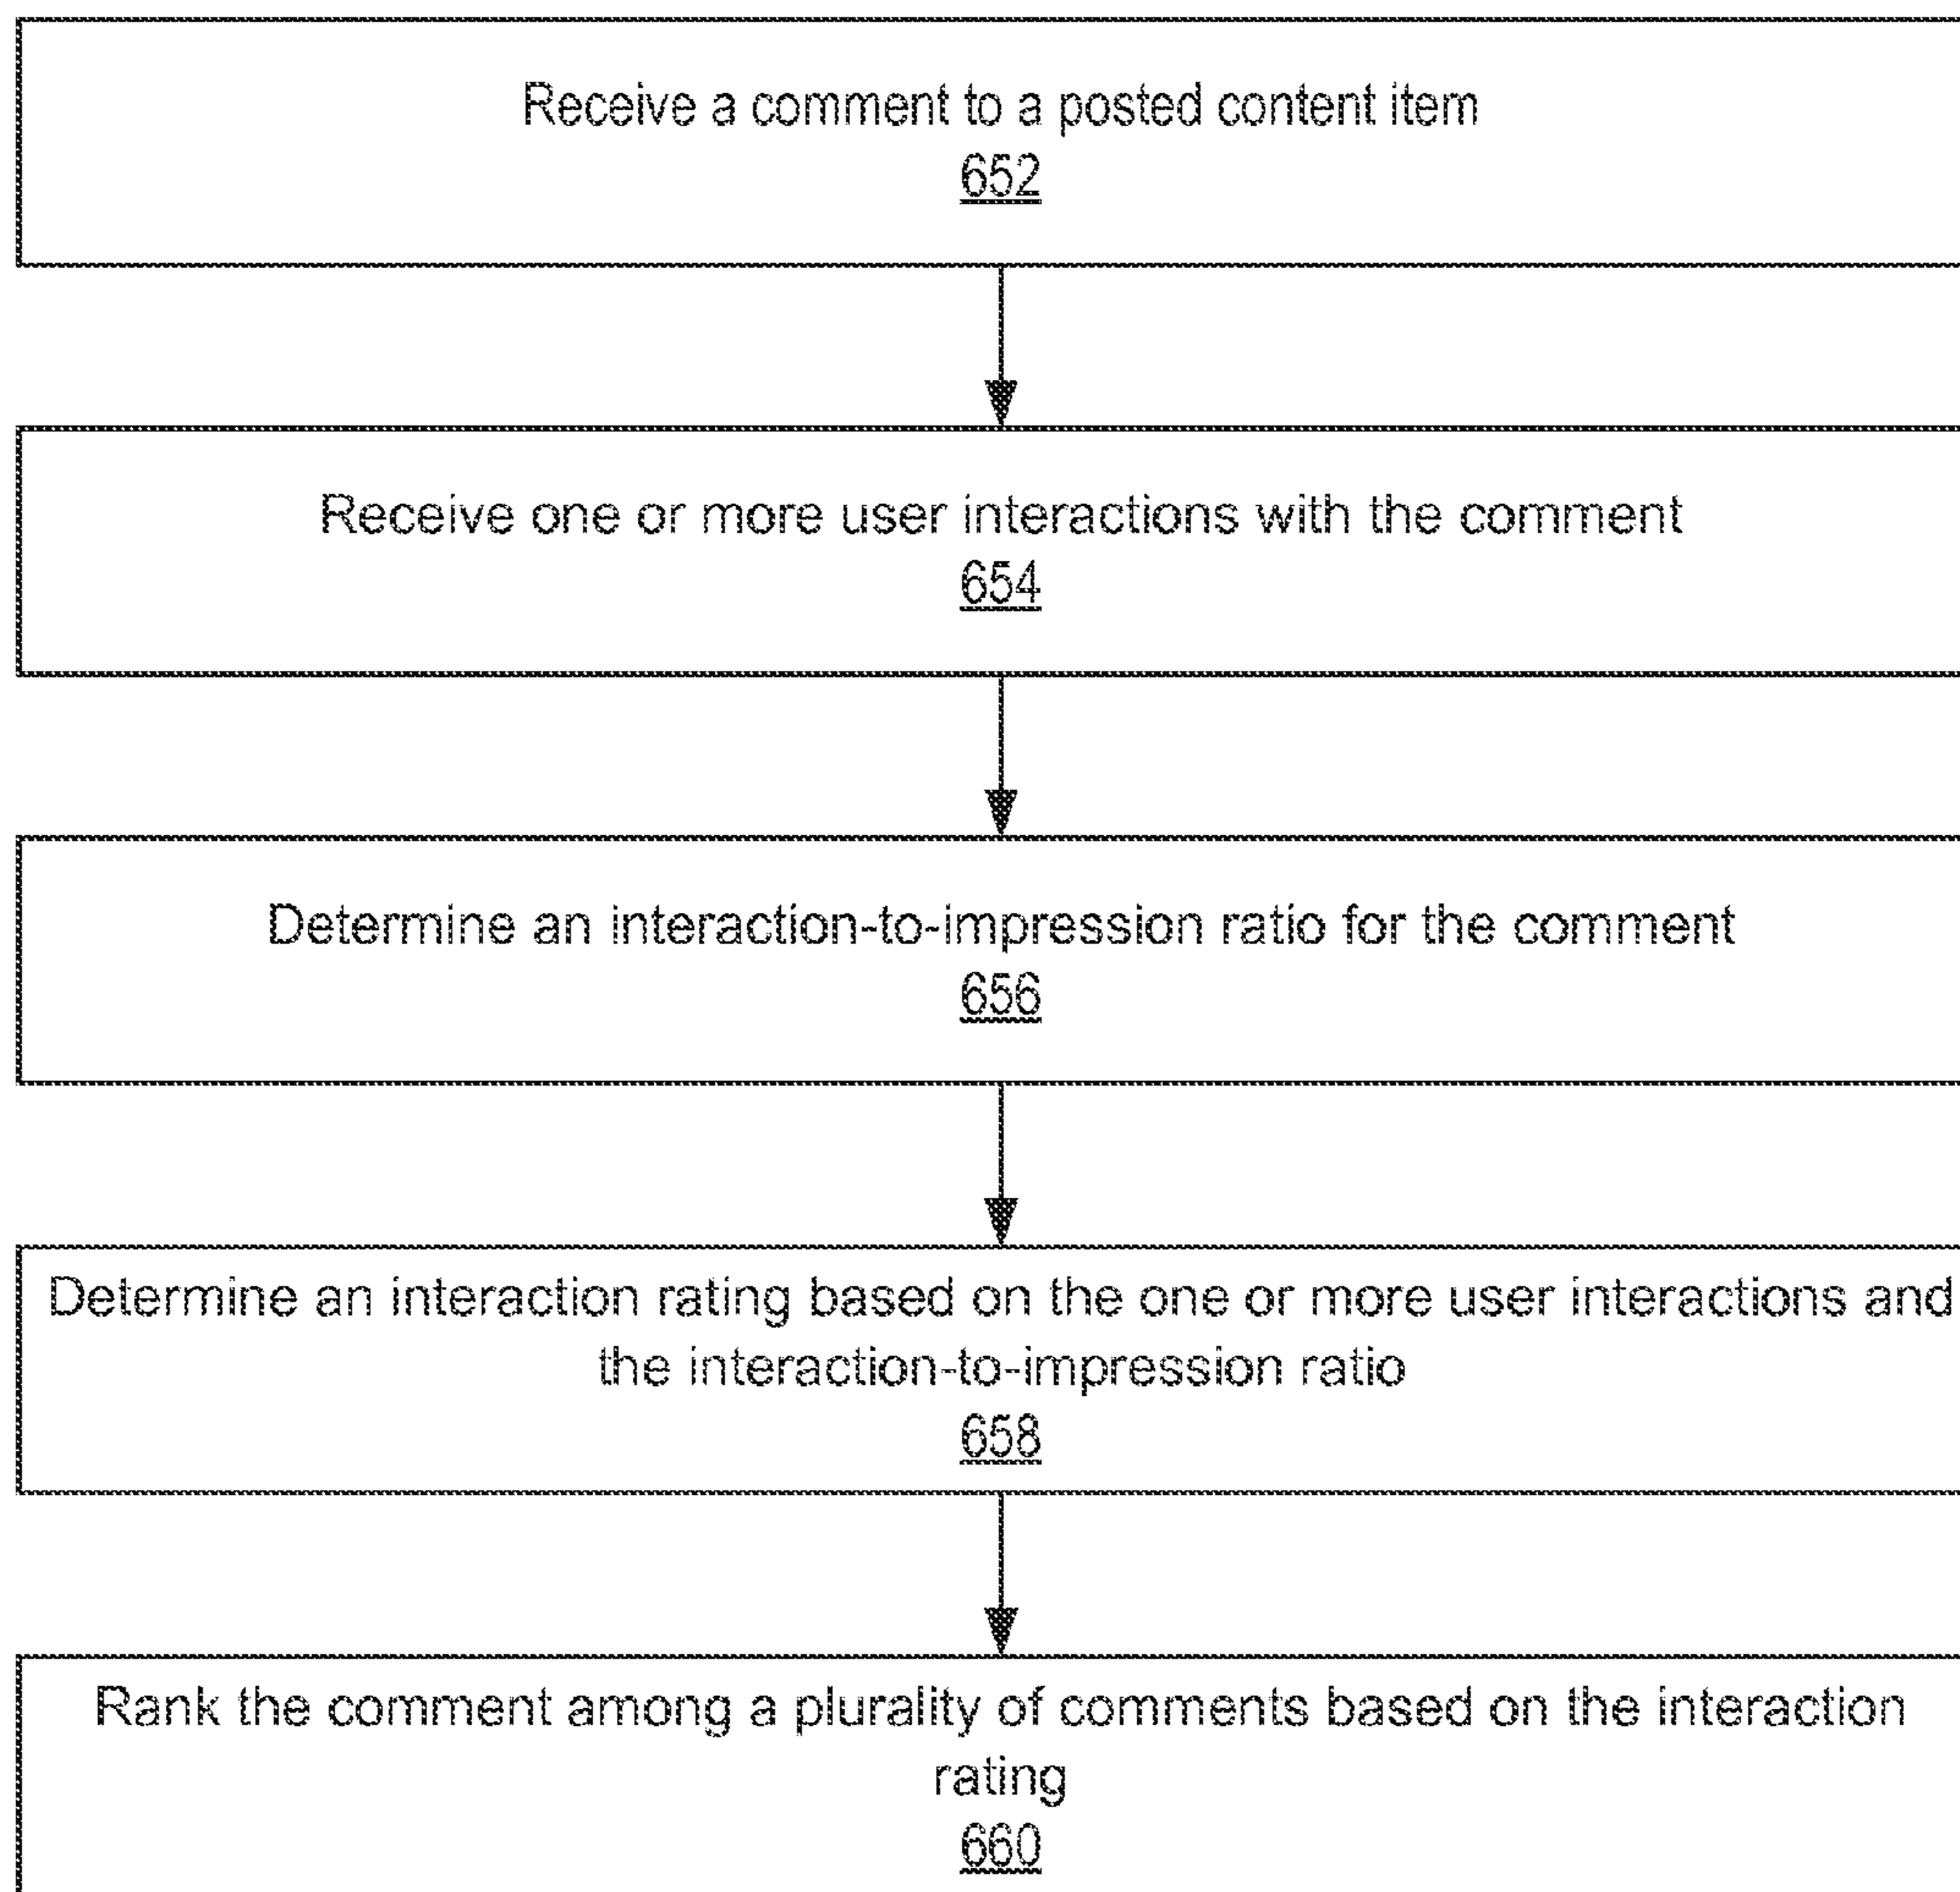 Receive a comment to a posted content item
652
Receive one or more user interactions with the comment
654
Determine an interaction-to-impression ratio for the comment
656
Determine an interaction rating based on the one or more user interactions and
the interaction-to-impression ratio
658
Rank the comment among a plurality of comments based on the interaction
rating
660